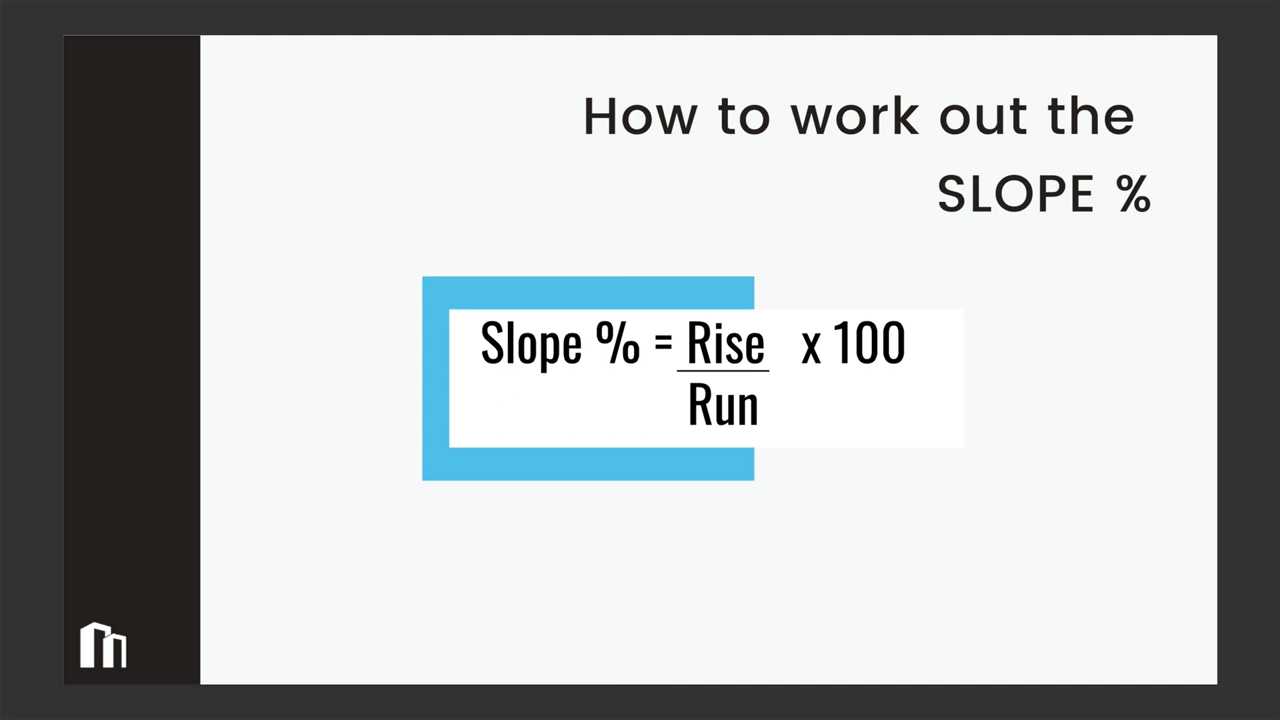 How to work out the
SLOPE %
Slope % = Rise x 100
Run